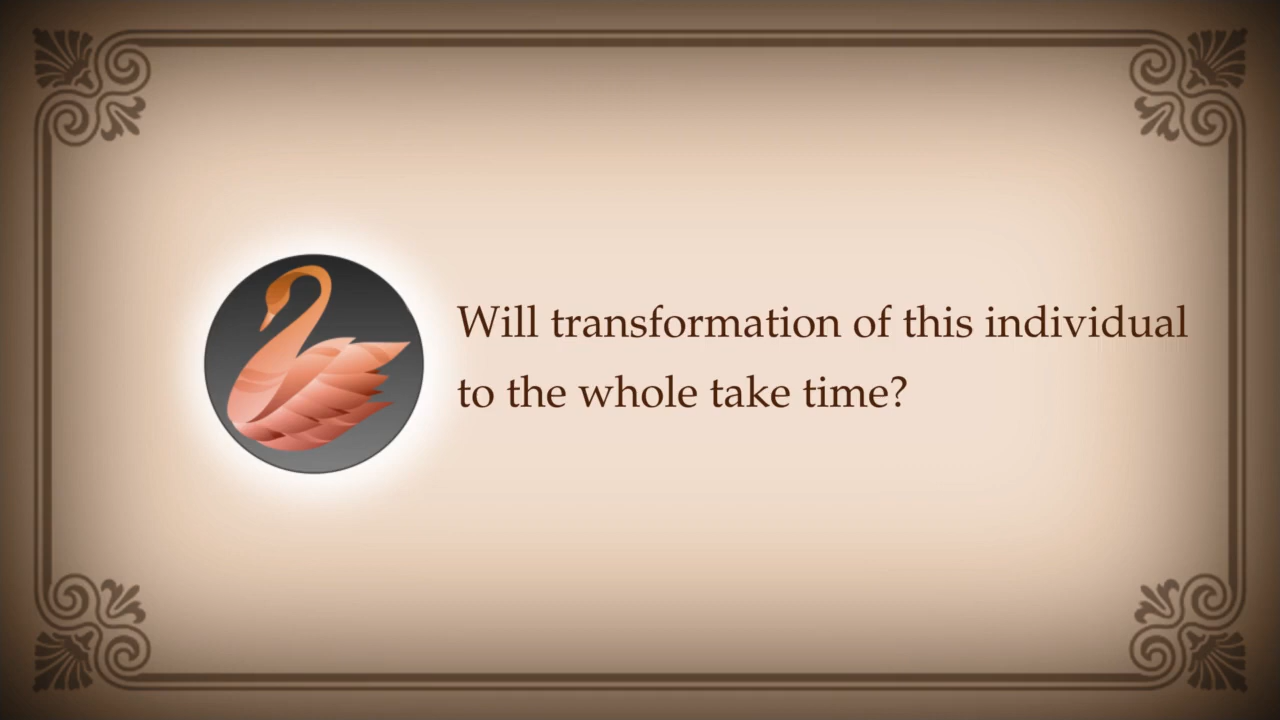 Will transformation of this individual
to the whole take time?